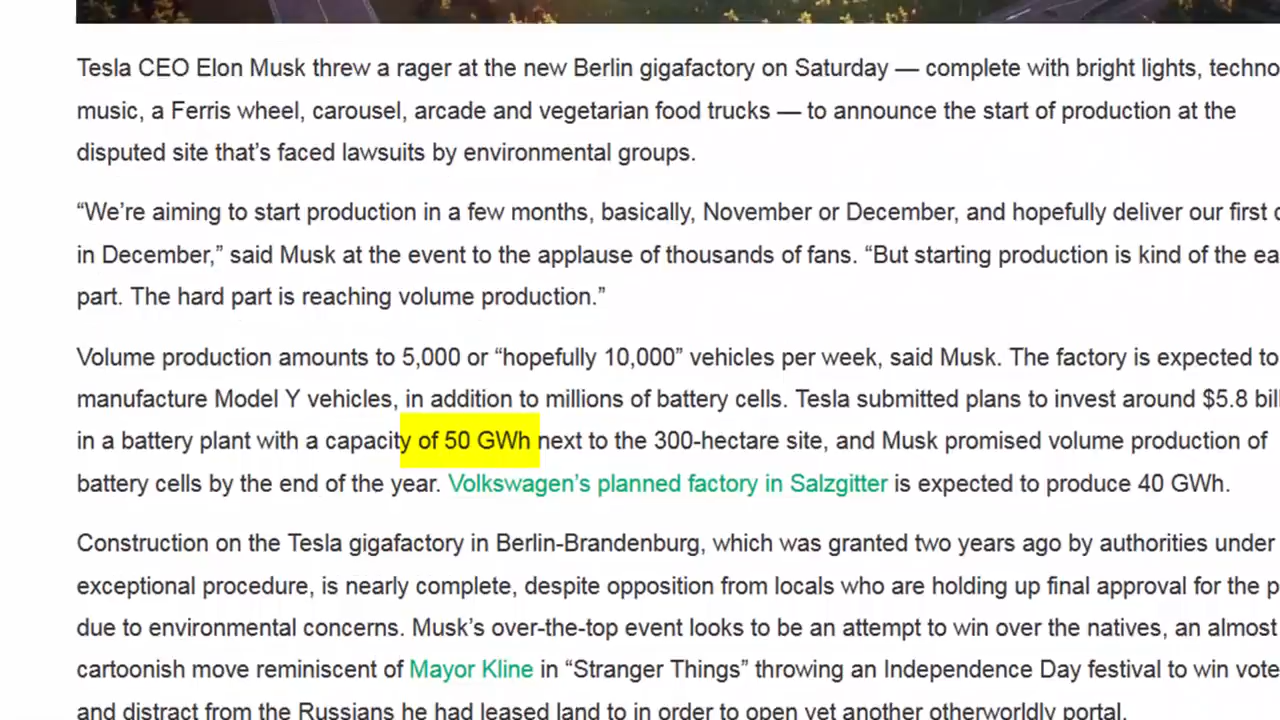 Tesla CEO Elon Musk threw a rager at the new Berlin gigafactory on Saturday — complete with bright lights, techno
music, a Ferris wheel, carousel, arcade and vegetarian food trucks — to announce the start of production at the
disputed site that’s faced lawsuits by environmental groups.
“We’re aiming to start production in a few months, basically, November or December, and hopefully deliver our first
in December,” said Musk at the event to the applause of thousands of fans. “But starting production is kind of the
part. The hard part is reaching volume production.”
Volume production amounts to 5,000 or “hopefully 10,000” vehicles per week, said Musk. The factory is expected to
manufacture Model Y vehicles, in addition to millions of battery cells. Tesla submitted plans to invest around $5.8
in a battery plant with a capacity of 50 GWh next to the 300-hectare site, and Musk promised volume production of
battery cells by the end of the year. Volkswagen’s planned factory in Salzgitter is expected to produce 40 GWh.
Construction on the Tesla gigafactory in Berlin-Brandenburg, which was granted two years ago by authorities under
exceptional procedure, is nearly complete, despite opposition from locals who are holding up final approval for the
due to environmental concerns. Musk’s over-the-top event looks to be an attempt to win over the natives, an almost
cartoonish move reminiscent of Mayor Kline in “Stranger Things” throwing an Independence Day festival to win
and distract from the Russians he had leased land to in order to open yet another otherworldly portal.